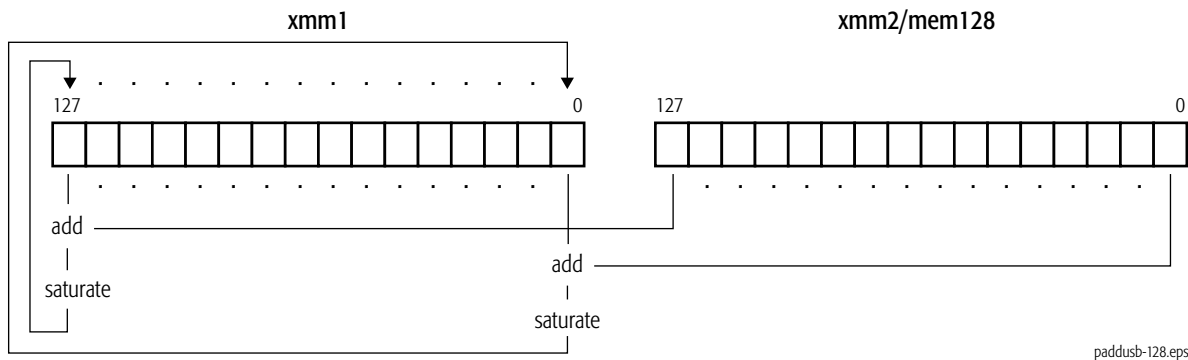 xmm1 xmm2/mem128
127 0 127 0
add
add
saturate
saturate
paddusb-128.eps